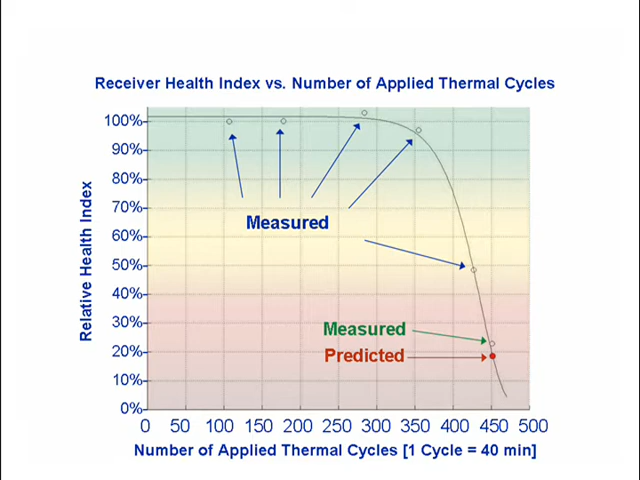 Receiver Health Index vs. Number of Applied Thermal Cycles
Relative Health Index
100%
90%
80%
70%
60%
50%
40%
30%
20%
10%
0%
Measured
Measured
Predicted
0 50 100 150 200 250 300 350 400 450 500
Number of Applied Thermal Cycles [1 Cycle = 40 min]